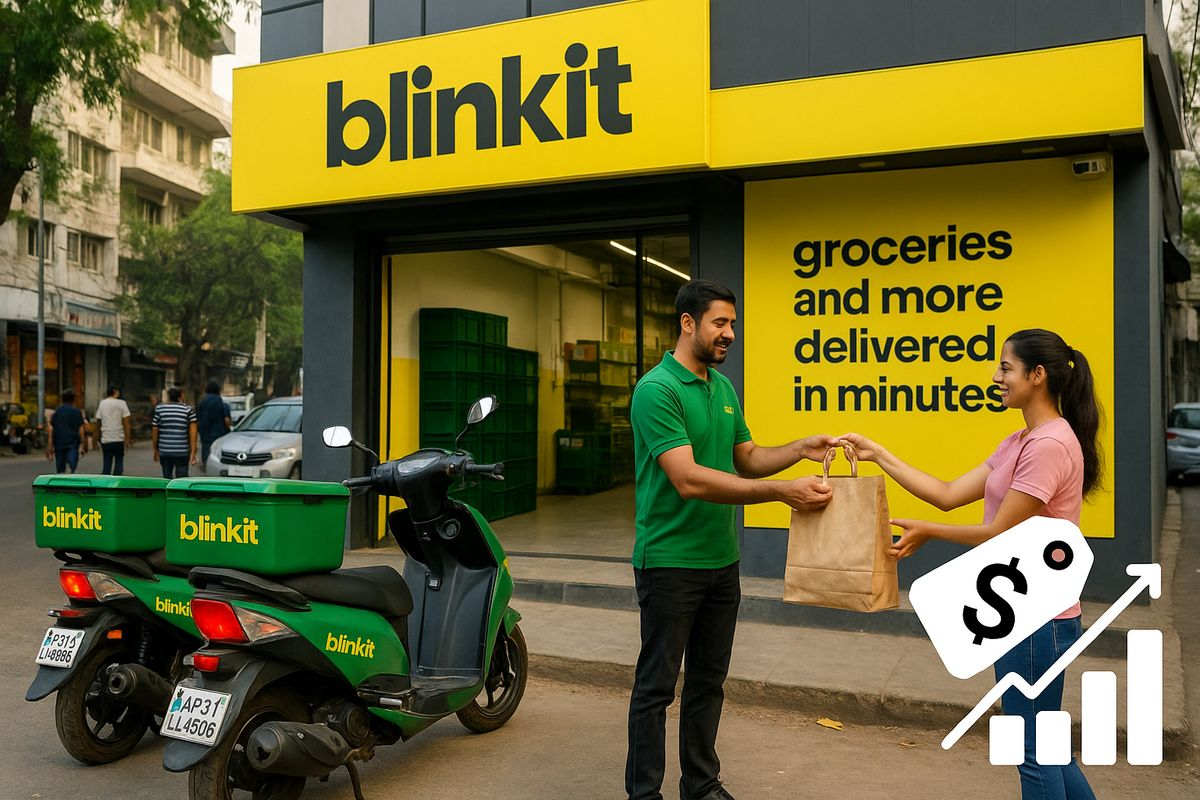 blinkit
groceries
and more
delivered
in minutes
blinkit
blinkit
blinkit
blinkit
AP31
LL4506
$